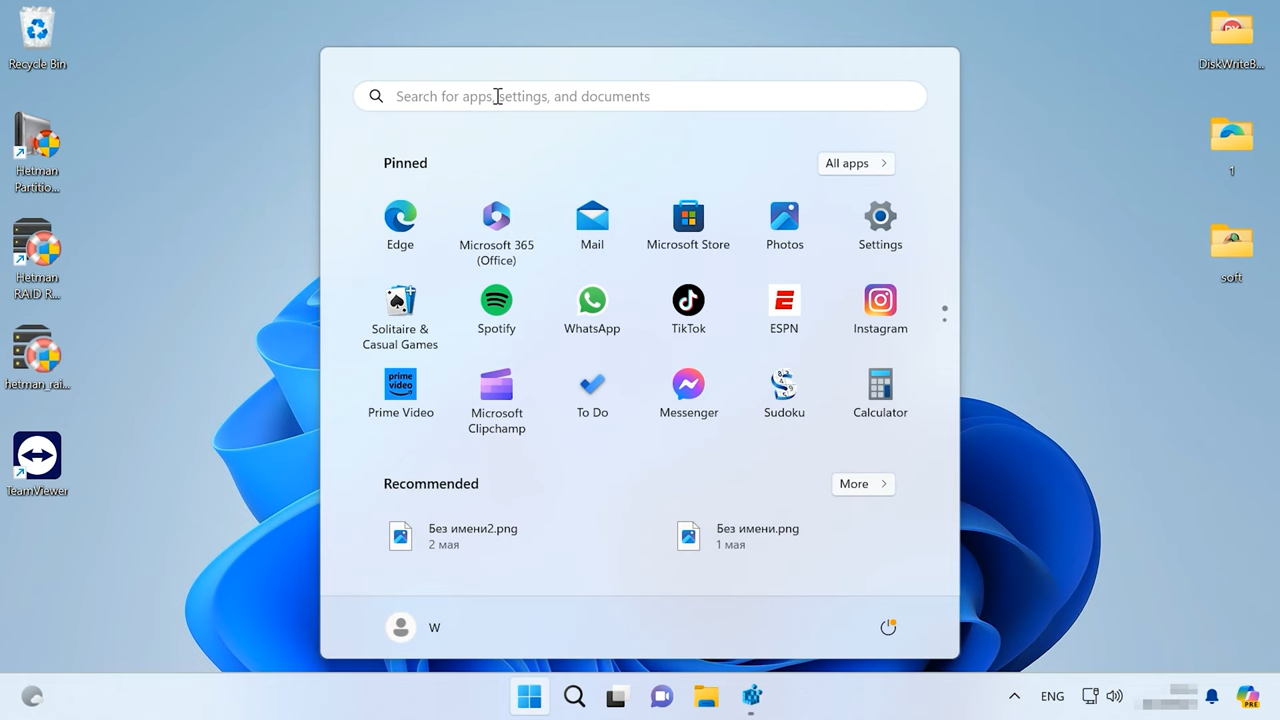 Recycle Bin
Hetman
Partitio...
Hetman
RAID R...
hetman_rai...
TeamViewer
DiskWriteB...
1
soft
Search for apps, settings, and documents
Pinned
All apps
Edge
Microsoft 365
(Office)
Mail
Microsoft Store
Photos
Settings
Solitaire &
Casual Games
Spotify
WhatsApp
TikTok
ESPN
Instagram
prime
video
Prime Video
Microsoft
Clipchamp
To Do
Messenger
Sudoku
Calculator
Recommended
More
Без имени2.png
2 мая
Без имени.png
1 мая
W
ENG
PRE